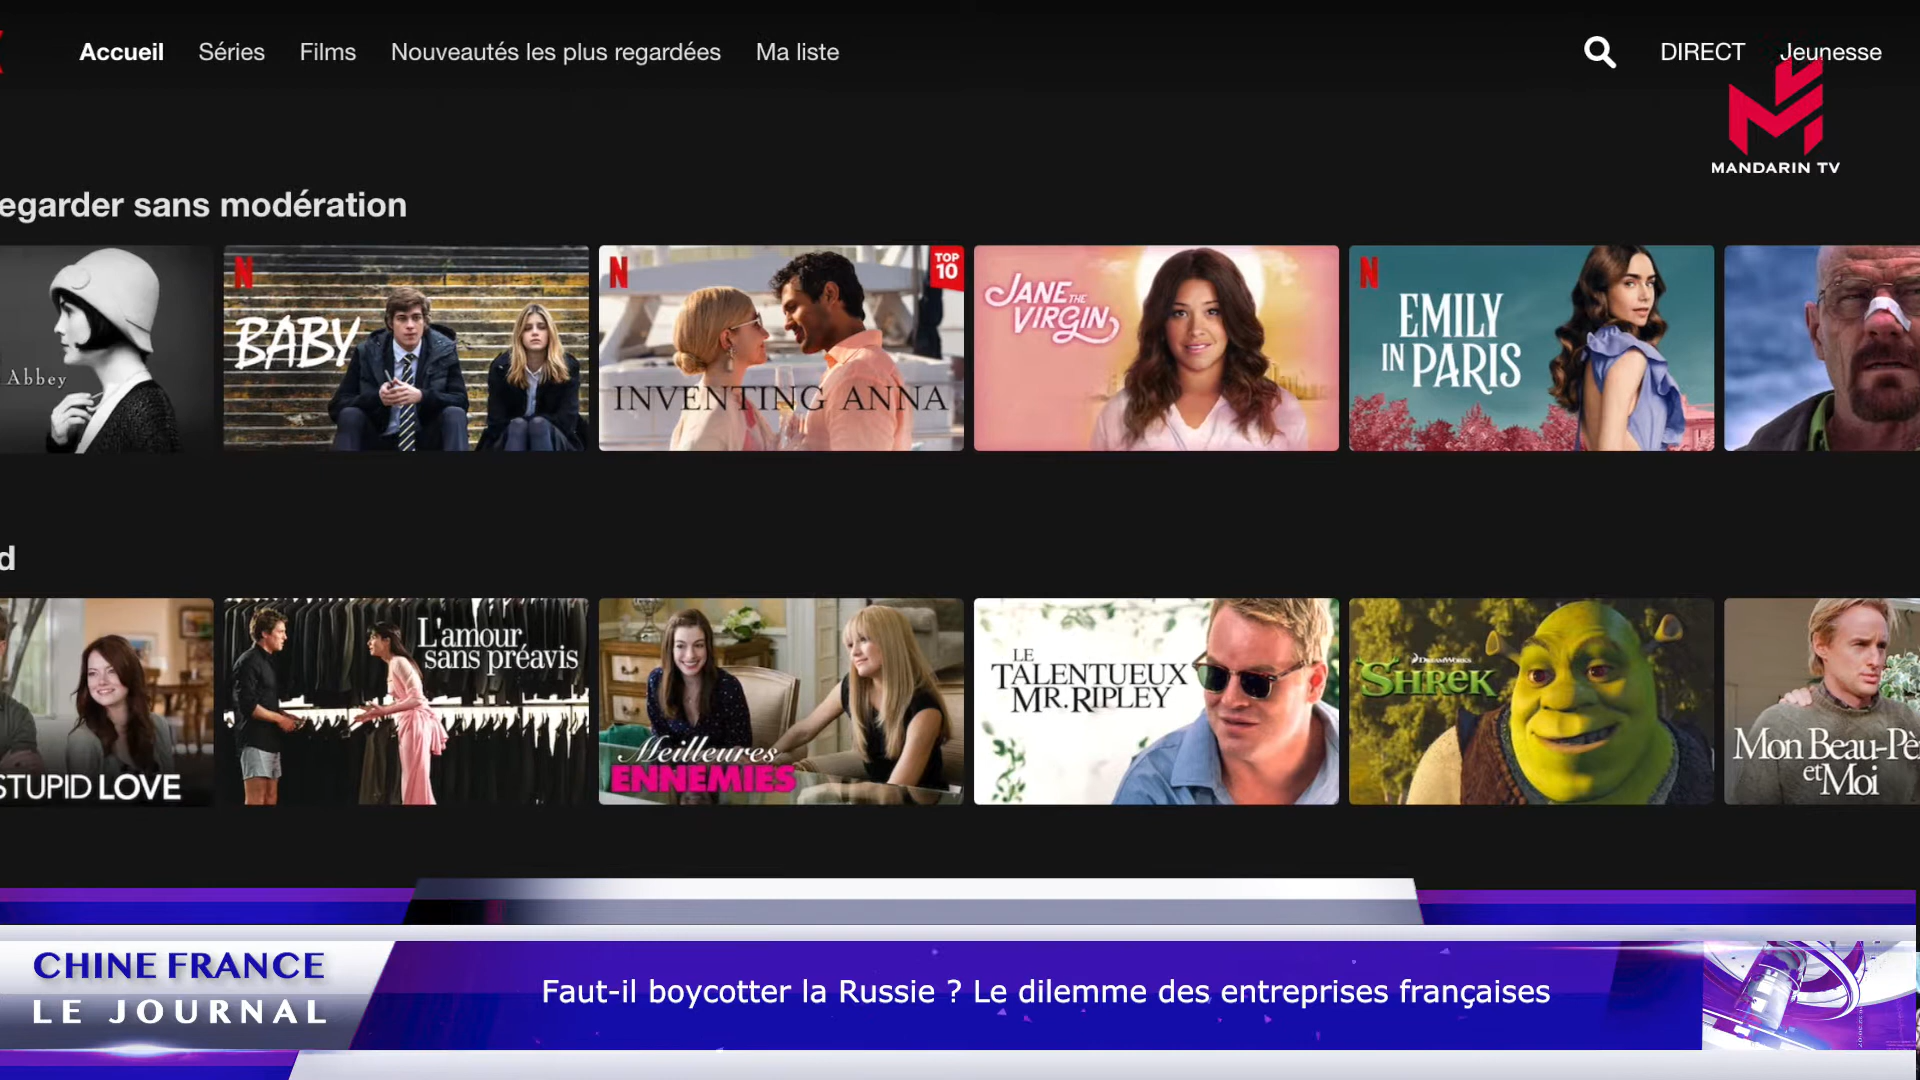 Accueil Séries Films Nouveautés les plus regardées Ma liste DIRECT Jeunesse
MANDARIN TV
egarder sans modération
Abbey
N
BABY
N
TOP
10
INVENTING ANNA
JANE THE
VIRGIN
N
EMILY
IN PARIS
d
STUPID LOVE
L'amour
sans préavis
Meilleures
ENNEMIES
LE
TALENTUEUX
MR. RIPLEY
DREAMWORKS
SHREK
Mon Beau-Pè
et Moi
CHINE FRANCE
LE JOURNAL
Faut-il boycotter la Russie ? Le dilemme des entreprises françaises